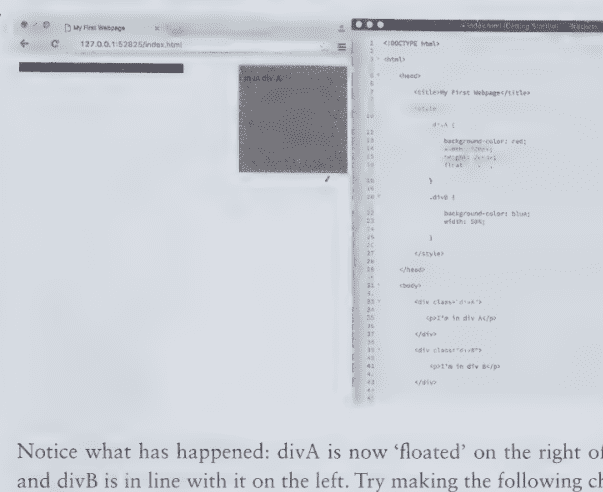 My First Webpage
127.0.0.1:52825/index.html
I'm in div A
1 <!DOCTYPE html>
<html>
<head>
<title>My First Webpage</title>
<style
.divA {
background-color: red;
}
.divB {
background-color: blue;
width: 50%;
}
</style>
</head>
<body>
<div class="divA">
<p>I'm in div A</p>
</div>
<div class="divB">
<p>I'm in div B</p>
</div>
Notice what has happened: divA is now ‘floated’ on the right of
and divB is in line with it on the left. Try making the following ch